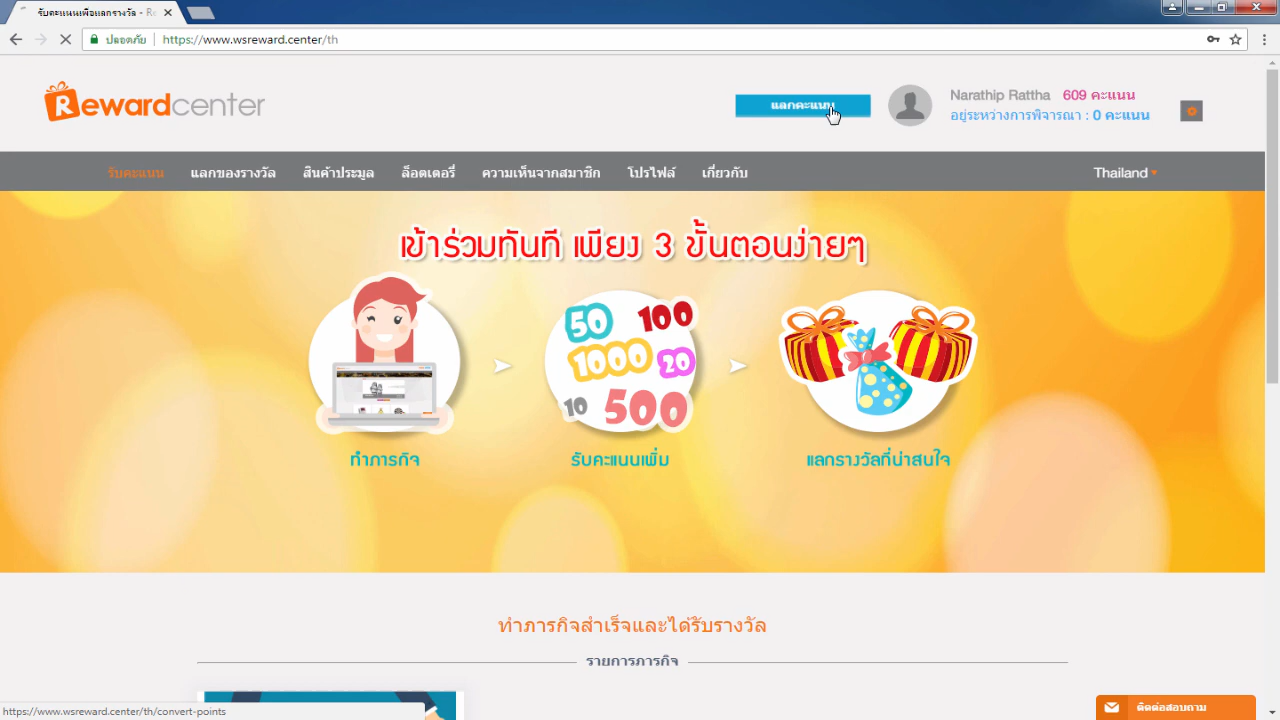 รับคะแนนเพื่อแลกรางวัล - Re
ปลอดภัย | https://www.wsreward.center/th
Rewardcenter
แลกคะแนน
Narathip Rattha 609 คะแนน
อยู่ระหว่างการพิจารณา : 0 คะแนน
รับคะแนน แลกของรางวัล สินค้าประมูล ล็อตเตอรี่ ความเห็นจากสมาชิก โปรไฟล์ เกี่ยวกับ Thailand
เข้าร่วมทันที เพียง 3 ขั้นตอนง่ายๆ
50 100
1000 20
10 500
ทำภารกิจ รับคะแนนเพิ่ม แลกรางวัลที่น่าสนใจ
ทำภารกิจสำเร็จและได้รับรางวัล
รายการภารกิจ
https://www.wsreward.center/th/convert-points
ติดต่อสอบถาม